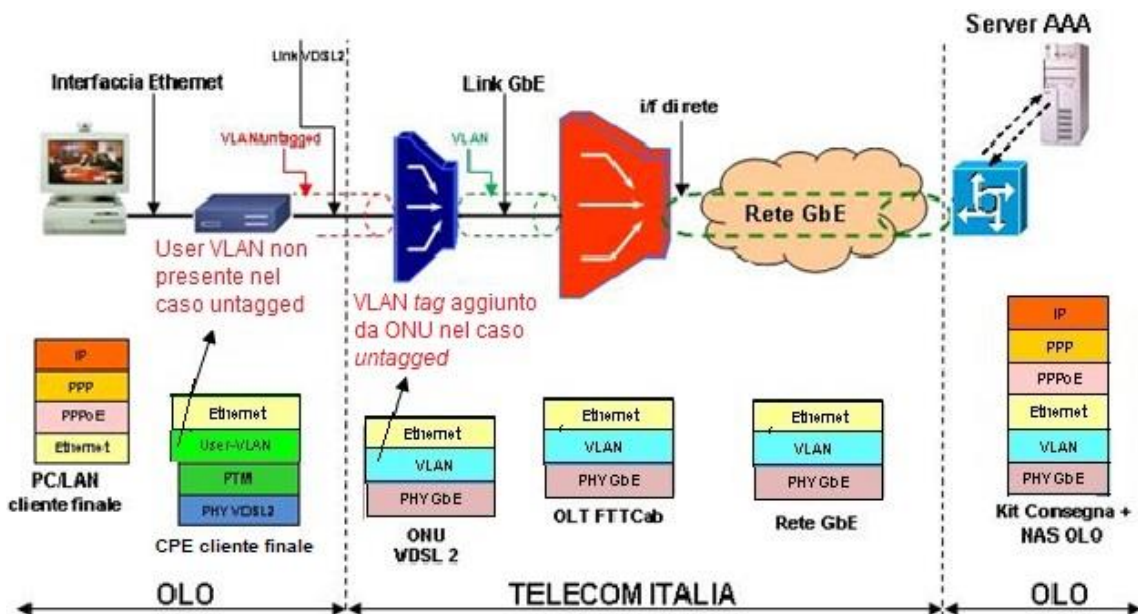 Server AAA
Link VDSL2
Interfaccia Ethernet
Link GbE
i/f di rete
VLAN/untagged
VLAN
Rete GbE
User VLAN non
presente nel
caso untagged
VLAN tag aggiunto
da ONU nel caso
untagged
IP
PPP
PPPoE
Ethernet
PC/LAN
cliente finale
Ethernet
User-VLAN
PTM
PHY VDSL2
CPE cliente finale
Ethernet
VLAN
PHY GbE
ONU
VDSL 2
Ethernet
VLAN
PHY GbE
OLT FTTCab
Ethernet
VLAN
PHY GbE
Rete GbE
IP
PPP
PPPoE
Ethernet
VLAN
PHY GbE
Kit Consegna +
NAS OLO
OLO
TELECOM ITALIA
OLO